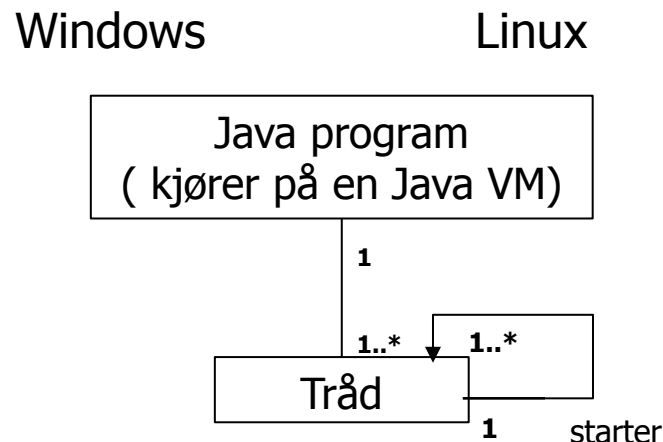 Windows Linux
Java program
( kjører på en Java VM)
1
1..* 1..*
Tråd
1 starter